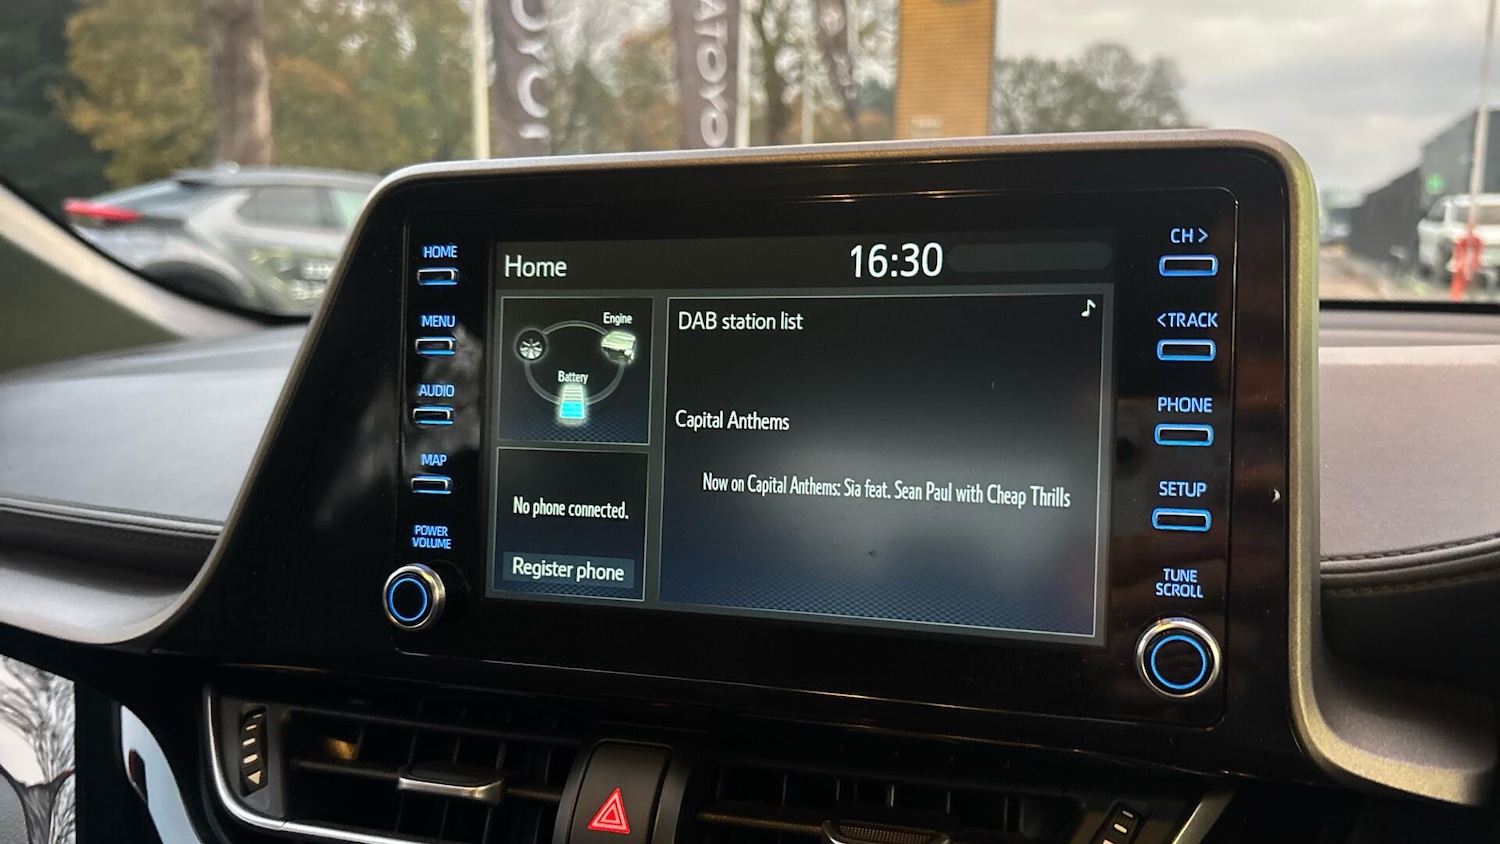 OYO
ATOYO
HOME
MENU
AUDIO
MAP
POWER
VOLUME
Home
16:30
Engine
Battery
No phone connected.
Register phone
DAB station list
Capital Anthems
Now on Capital Anthems: Sia feat. Sean Paul with Cheap Thrills
CH >
<TRACK
PHONE
SETUP
TUNE
SCROLL